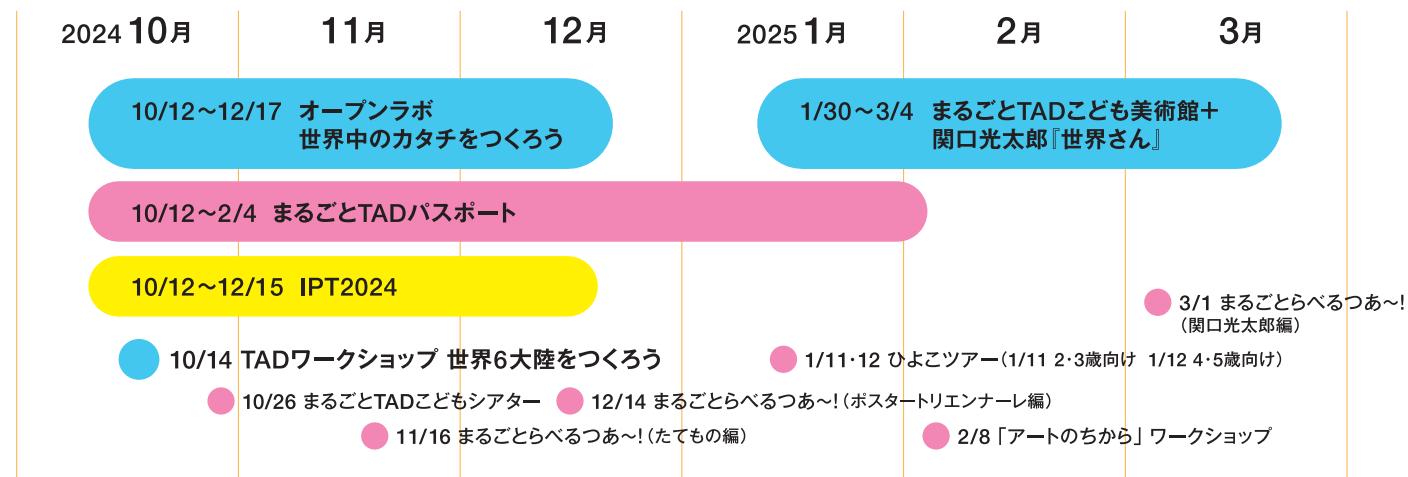 2024 10月 11月 12月 2025 1月 2月 3月
10/12～12/17 オープンラボ
世界中のカタチをつくろう
1/30～3/4 まるごとTADこども美術館＋
関口光太郎『世界さん』
10/12～2/4 まるごとTADパスポート
10/12～12/15 IPT2024
3/1 まるごとらべるつあ～!
（関口光太郎編）
10/14 TADワークショップ 世界6大陸をつくろう
1/11・12 ひよこツアー（1/11 2・3歳向け 1/12 4・5歳向け）
10/26 まるごとTADこどもシアター
12/14 まるごとらべるつあ～!（ポスタートリエンナーレ編）
11/16 まるごとらべるつあ～!（たてもの編）
2/8 「アートのちから」ワークショップ